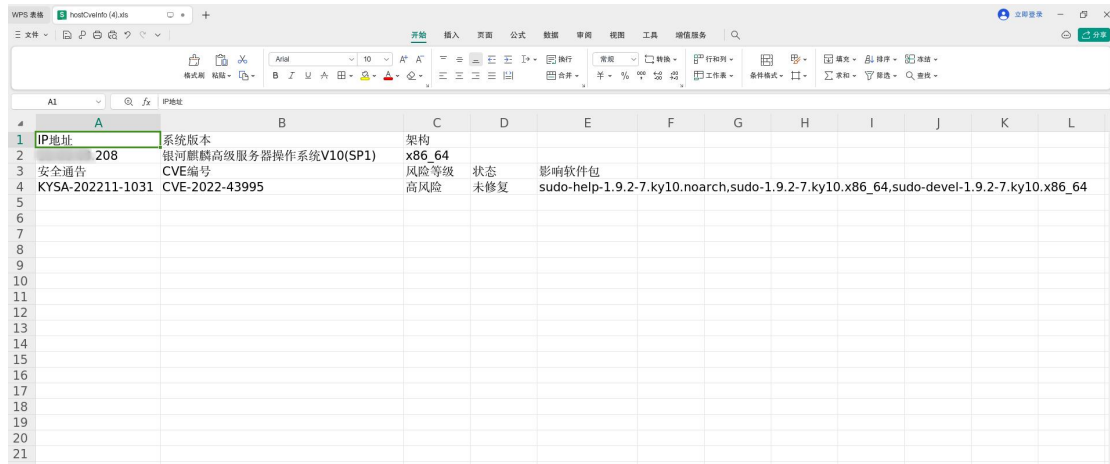 WPS 表格 S hostCveInfo (4).xls +
立即登录
三 文件 开始 插入 页面 公式 数据 审阅 视图 工具 增值服务 分享
格式刷 粘贴 Arial 10 A+ A- 换行 常规 转换 行和列 填充 排序 冻结
B I U A 合并 ¥ % 工作表 条件格式 求和 筛选 查找
A1 fx IP地址
A B C D E F G H I J K L
1 IP地址 系统版本 架构
2 .208 银河麒麟高级服务器操作系统V10(SP1) x86_64
3 安全通告 CVE编号 风险等级 状态 影响软件包
4 KYSA-202211-1031 CVE-2022-43995 高风险 未修复 sudo-help-1.9.2-7.ky10.noarch,sudo-1.9.2-7.ky10.x86_64,sudo-devel-1.9.2-7.ky10.x86_64
5
6
7
8
9
10
11
12
13
14
15
16
17
18
19
20
21